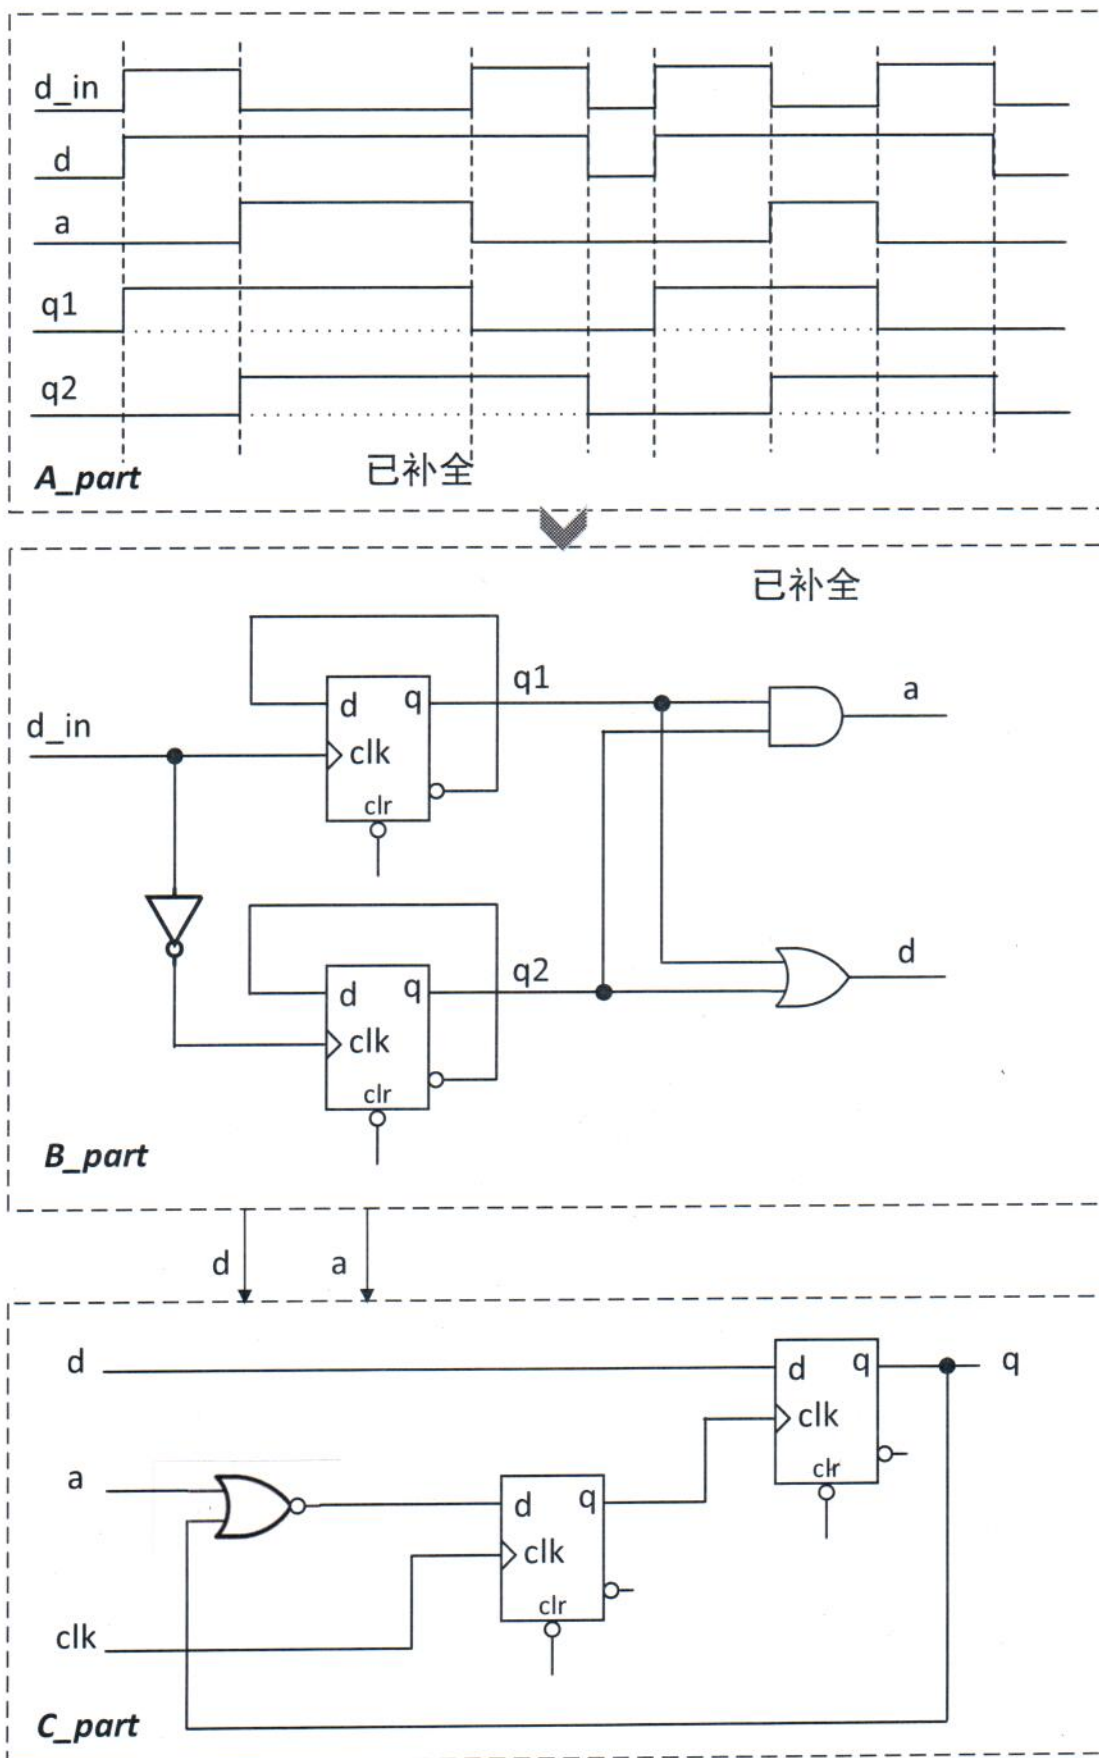 d_in
d
a
q1
q2
A_part
已补全
已补全
d_in
d q
clk
clr
q1
a
d q
clk
clr
q2
d
B_part
d
a
d
d q
clk
clr
q
a
d q
clk
clr
clk
C_part